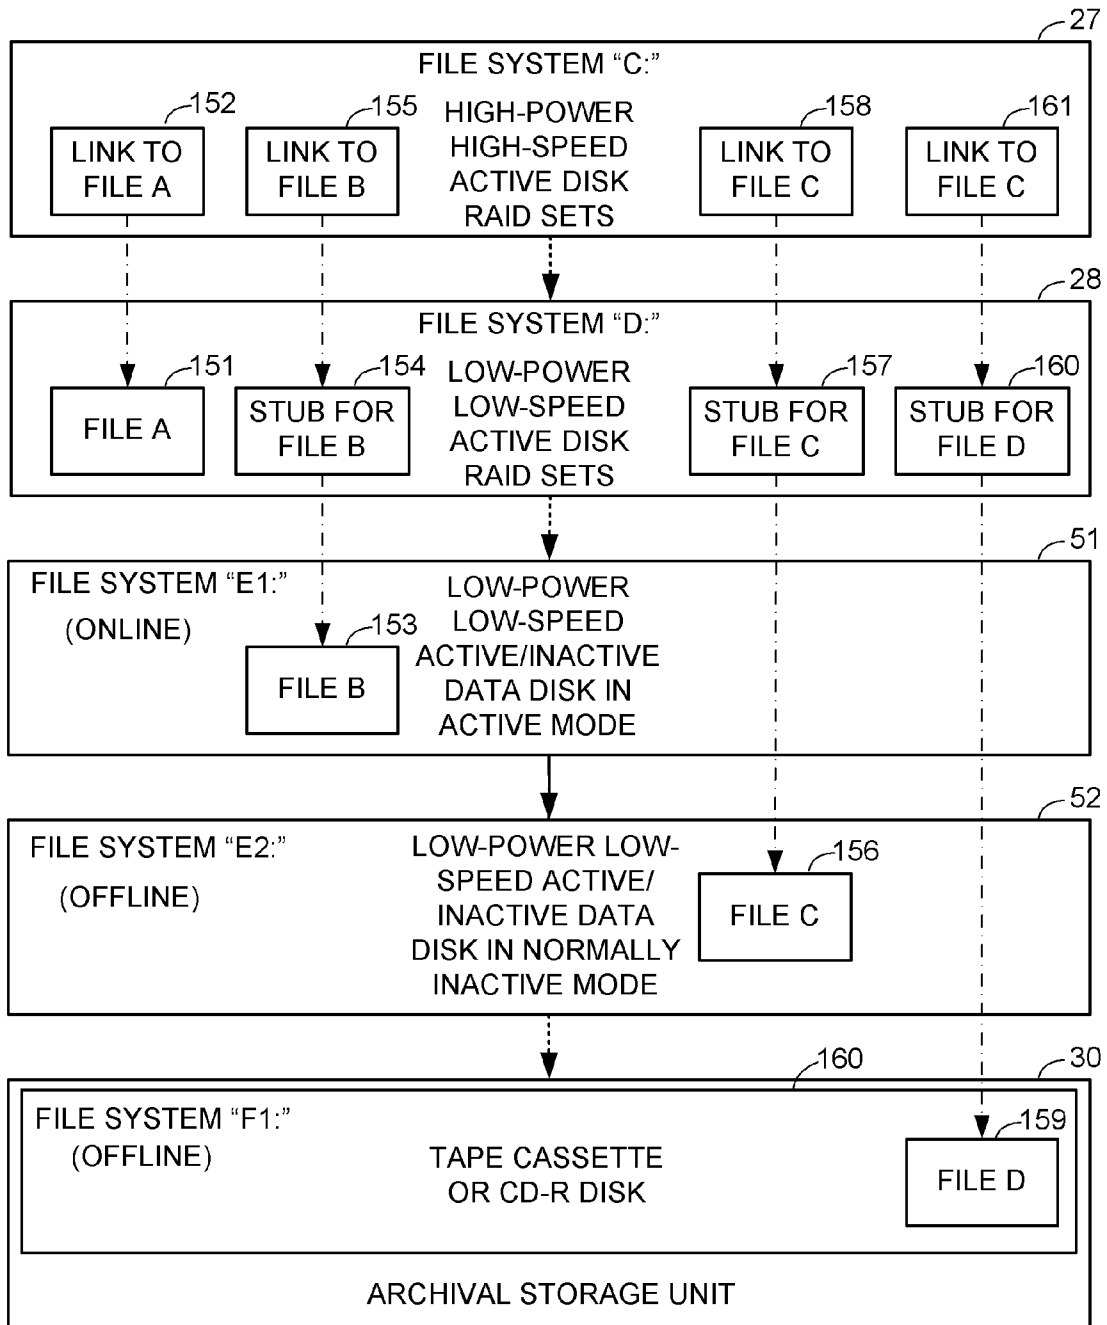 27
FILE SYSTEM “C:”
152
155
158
161
LINK TO
FILE A
LINK TO
FILE B
HIGH-POWER
HIGH-SPEED
ACTIVE DISK
RAID SETS
LINK TO
FILE C
LINK TO
FILE C
28
FILE SYSTEM “D:”
151
154
157
160
FILE A
STUB FOR
FILE B
LOW-POWER
LOW-SPEED
ACTIVE DISK
RAID SETS
STUB FOR
FILE C
STUB FOR
FILE D
51
FILE SYSTEM “E1:”
(ONLINE)
153
FILE B
LOW-POWER
LOW-SPEED
ACTIVE/INACTIVE
DATA DISK IN
ACTIVE MODE
52
FILE SYSTEM “E2:”
(OFFLINE)
LOW-POWER LOW-
SPEED ACTIVE/
INACTIVE DATA
DISK IN NORMALLY
INACTIVE MODE
156
FILE C
30
160
FILE SYSTEM “F1:”
(OFFLINE)
TAPE CASSETTE
OR CD-R DISK
159
FILE D
ARCHIVAL STORAGE UNIT